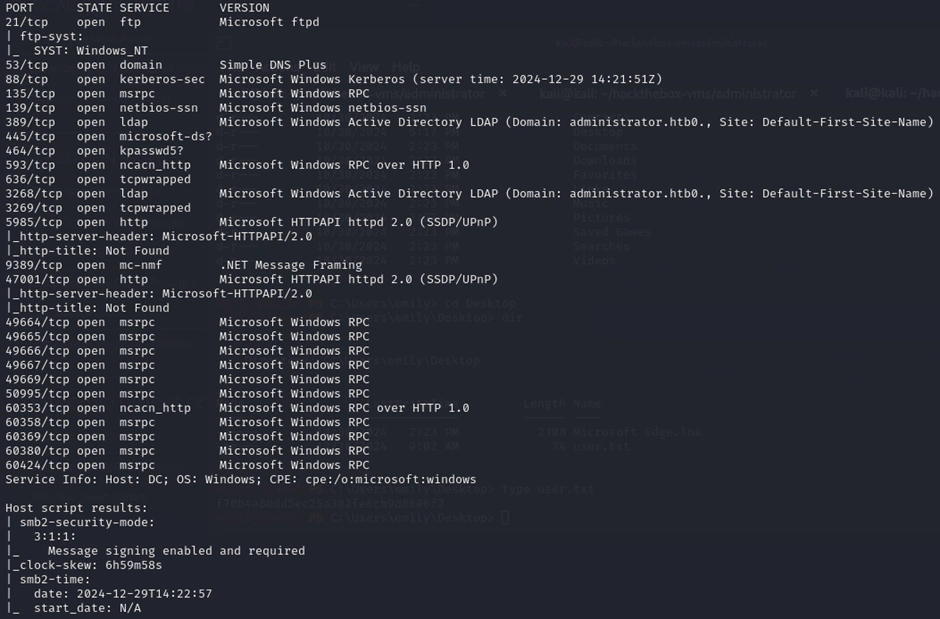 PORT      STATE SERVICE       VERSION
21/tcp    open  ftp           Microsoft ftpd
| ftp-syst:
|_  SYST: Windows_NT
53/tcp    open  domain        Simple DNS Plus
88/tcp    open  kerberos-sec  Microsoft Windows Kerberos (server time: 2024-12-29 14:21:51Z)
135/tcp   open  msrpc         Microsoft Windows RPC
139/tcp   open  netbios-ssn   Microsoft Windows netbios-ssn
389/tcp   open  ldap          Microsoft Windows Active Directory LDAP (Domain: administrator.htb0., Site: Default-First-Site-Name)
445/tcp   open  microsoft-ds?
464/tcp   open  kpasswd5?
593/tcp   open  ncacn_http    Microsoft Windows RPC over HTTP 1.0
636/tcp   open  tcpwrapped
3268/tcp  open  ldap          Microsoft Windows Active Directory LDAP (Domain: administrator.htb0., Site: Default-First-Site-Name)
3269/tcp  open  tcpwrapped
5985/tcp  open  http          Microsoft HTTPAPI httpd 2.0 (SSDP/UPnP)
|_http-server-header: Microsoft-HTTPAPI/2.0
|_http-title: Not Found
9389/tcp  open  mc-nmf        .NET Message Framing
47001/tcp open  http          Microsoft HTTPAPI httpd 2.0 (SSDP/UPnP)
|_http-server-header: Microsoft-HTTPAPI/2.0
|_http-title: Not Found
49664/tcp open  msrpc         Microsoft Windows RPC
49665/tcp open  msrpc         Microsoft Windows RPC
49666/tcp open  msrpc         Microsoft Windows RPC
49667/tcp open  msrpc         Microsoft Windows RPC
49669/tcp open  msrpc         Microsoft Windows RPC
50995/tcp open  msrpc         Microsoft Windows RPC
60353/tcp open  ncacn_http    Microsoft Windows RPC over HTTP 1.0
60358/tcp open  msrpc         Microsoft Windows RPC
60369/tcp open  msrpc         Microsoft Windows RPC
60380/tcp open  msrpc         Microsoft Windows RPC
60424/tcp open  msrpc         Microsoft Windows RPC
Service Info: Host: DC; OS: Windows; CPE: cpe:/o:microsoft:windows
Host script results:
| smb2-security-mode:
|   3:1:1:
|_    Message signing enabled and required
|_clock-skew: 6h59m58s
| smb2-time:
|   date: 2024-12-29T14:22:57
|_  start_date: N/A